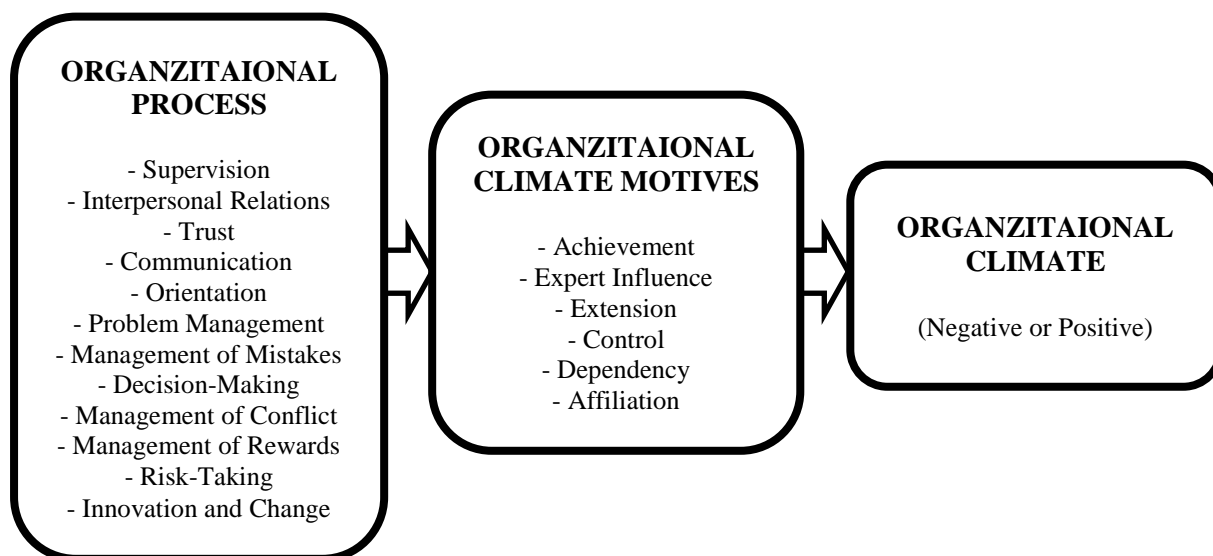 ORGANZITAIONAL
PROCESS
- Supervision
- Interpersonal Relations
- Trust
- Communication
- Orientation
- Problem Management
- Management of Mistakes
- Decision-Making
- Management of Conflict
- Management of Rewards
- Risk-Taking
- Innovation and Change
ORGANZITAIONAL
CLIMATE MOTIVES
- Achievement
- Expert Influence
- Extension
- Control
- Dependency
- Affiliation
ORGANZITAIONAL
CLIMATE
(Negative or Positive)